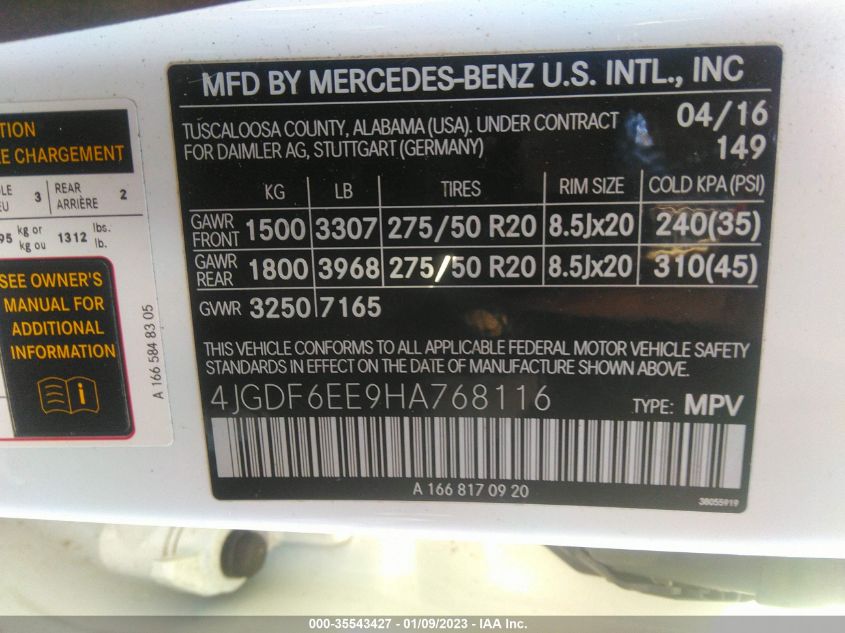 TION
E CHARGEMENT
3 REAR ARRIÈRE 2
95 kg or kg ou 1312 lbs. lb.
SEE OWNER'S
MANUAL FOR
ADDITIONAL
INFORMATION
A 166 584 83 05
MFD BY MERCEDES-BENZ U.S. INTL., INC
TUSCALOOSA COUNTY, ALABAMA (USA). UNDER CONTRACT 04/16
FOR DAIMLER AG, STUTTGART (GERMANY) 149
KG LB TIRES RIM SIZE COLD KPA (PSI)
GAWR FRONT 1500 3307 275/50 R20 8.5Jx20 240(35)
GAWR REAR 1800 3968 275/50 R20 8.5Jx20 310(45)
GVWR 3250 7165
THIS VEHICLE CONFORMS TO ALL APPLICABLE FEDERAL MOTOR VEHICLE SAFETY
STANDARDS IN EFFECT ON THE DATE OF MANUFACTURE SHOWN ABOVE.
4JGDF6EE9HA768116 TYPE: MPV
A 166 817 09 20
38055919
000-35543427 - 01/09/2023 - IAA Inc.